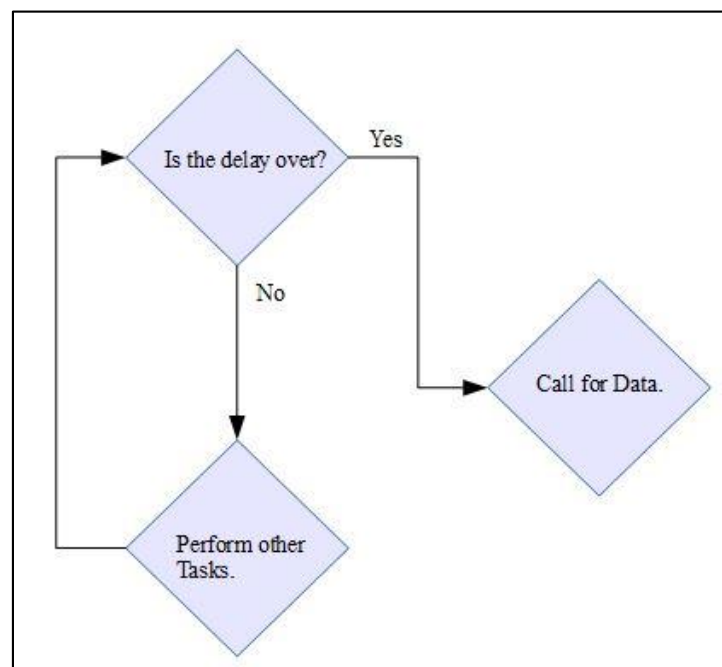 Is the delay over?
Yes
No
Call for Data.
Perform other
Tasks.